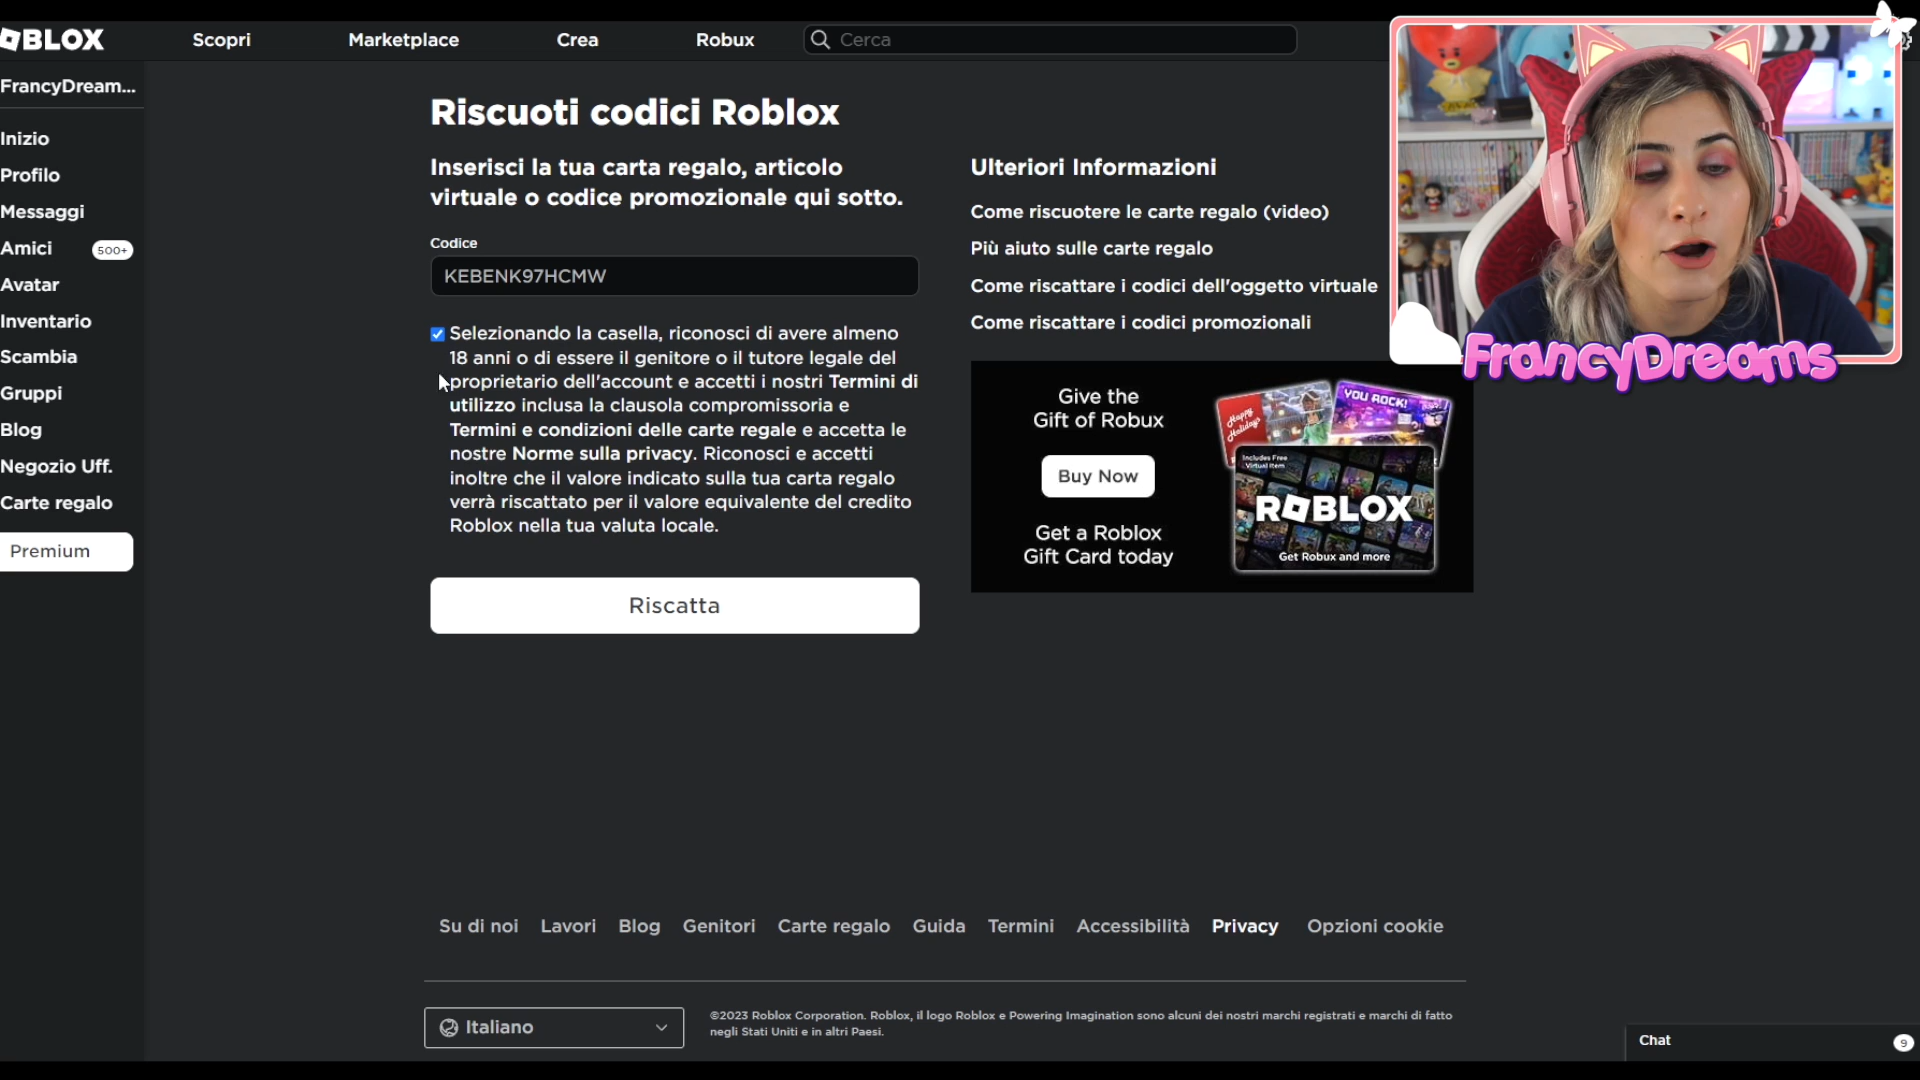 ROBLOX
Scopri
Marketplace
Crea
Robux
Cerca
FrancyDream...
Inizio
Profilo
Messaggi
Amici 500+
Avatar
Inventario
Scambia
Gruppi
Blog
Negozio Uff.
Carte regalo
Premium
Riscuoti codici Roblox
Inserisci la tua carta regalo, articolo
virtuale o codice promozionale qui sotto.
Codice
KEBENK97HCMW
Selezionando la casella, riconosci di avere almeno
18 anni o di essere il genitore o il tutore legale del
proprietario dell'account e accetti i nostri Termini di
utilizzo inclusa la clausola compromissoria e
Termini e condizioni delle carte regale e accetta le
nostre Norme sulla privacy. Riconosci e accetti
inoltre che il valore indicato sulla tua carta regalo
verrà riscattato per il valore equivalente del credito
Roblox nella tua valuta locale.
Riscatta
Ulteriori Informazioni
Come riscuotere le carte regalo (video)
Più aiuto sulle carte regalo
Come riscattare i codici dell'oggetto virtuale
Come riscattare i codici promozionali
FrancyDreams
Give the
Gift of Robux
Buy Now
Get a Roblox
Gift Card today
Happy
Holidays
YOU ROCK!
Includes Free
Virtual Item
ROBLOX
Get Robux and more
Su di noi
Lavori
Blog
Genitori
Carte regalo
Guida
Termini
Accessibilità
Privacy
Opzioni cookie
Italiano
©2023 Roblox Corporation. Roblox, il logo Roblox e Powering Imagination sono alcuni dei nostri marchi registrati e marchi di fatto
negli Stati Uniti e in altri Paesi.
Chat 9